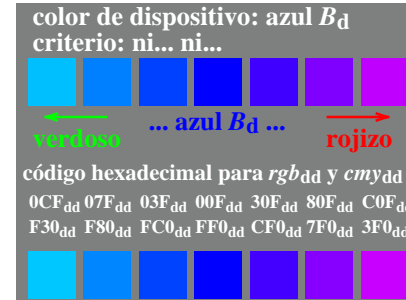 color de dispositivo: azul Bd
criterio: ni... ni...
... azul Bd ...
verdoso rojizo
código hexadecimal para rgbdd y cmydd
0CFdd 07Fdd 03Fdd 00Fdd 30Fdd 80Fdd C0Fdd
F30dd F80dd FC0dd FF0dd CF0dd 7F0dd 3F0dd